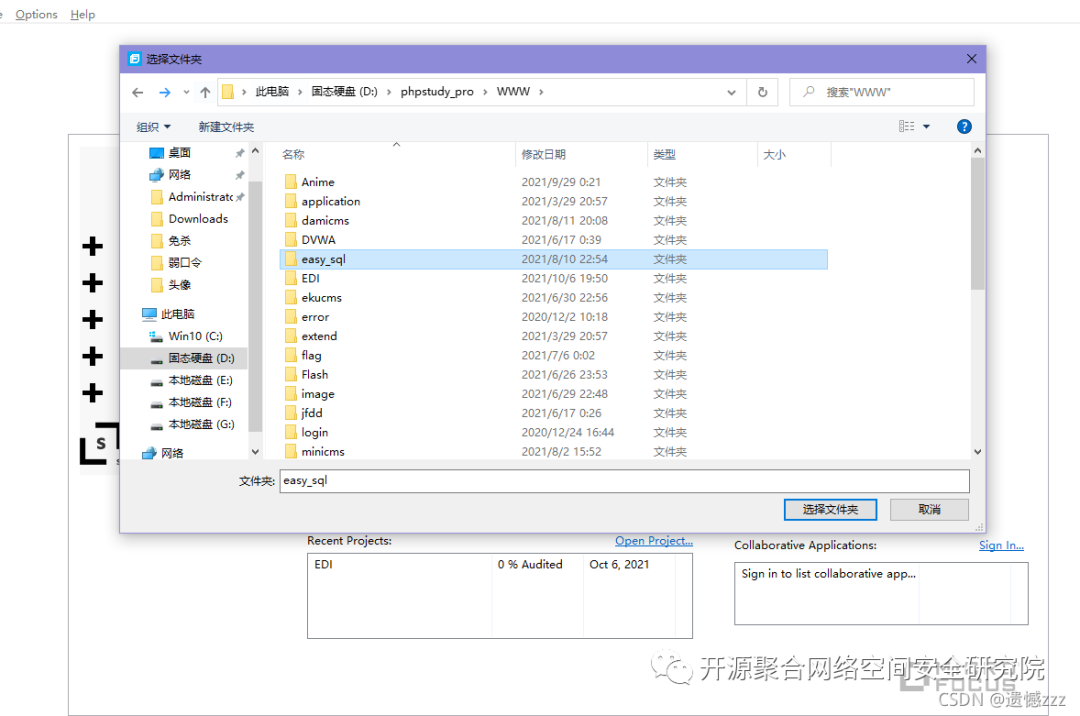 Options Help
选择文件夹
此电脑 › 固态硬盘 (D:) › phpstudy_pro › WWW ›
搜索"WWW"
组织 新建文件夹
桌面
网络
Administratc
Downloads
免杀
弱口令
头像
此电脑
Win10 (C:)
固态硬盘 (D:)
本地磁盘 (E:)
本地磁盘 (F:)
本地磁盘 (G:)
网络
名称 修改日期 类型 大小
Anime 2021/9/29 0:21 文件夹
application 2021/3/29 20:57 文件夹
damicms 2021/8/11 20:08 文件夹
DVWA 2021/6/17 0:39 文件夹
easy_sql 2021/8/10 22:54 文件夹
EDI 2021/10/6 19:50 文件夹
ekucms 2021/6/30 22:56 文件夹
error 2020/12/2 10:18 文件夹
extend 2021/3/29 20:57 文件夹
flag 2021/7/6 0:02 文件夹
Flash 2021/6/26 23:53 文件夹
image 2021/6/29 22:48 文件夹
jfdd 2021/6/17 0:26 文件夹
login 2020/12/24 16:44 文件夹
minicms 2021/8/2 15:52 文件夹
文件夹: easy_sql
选择文件夹 取消
S
Recent Projects: Open Project...
EDI 0 % Audited Oct 6, 2021
Collaborative Applications: Sign In...
Sign in to list collaborative app...
开源聚合网络空间安全研究院
FOCUS
CSDN @遗憾zzz